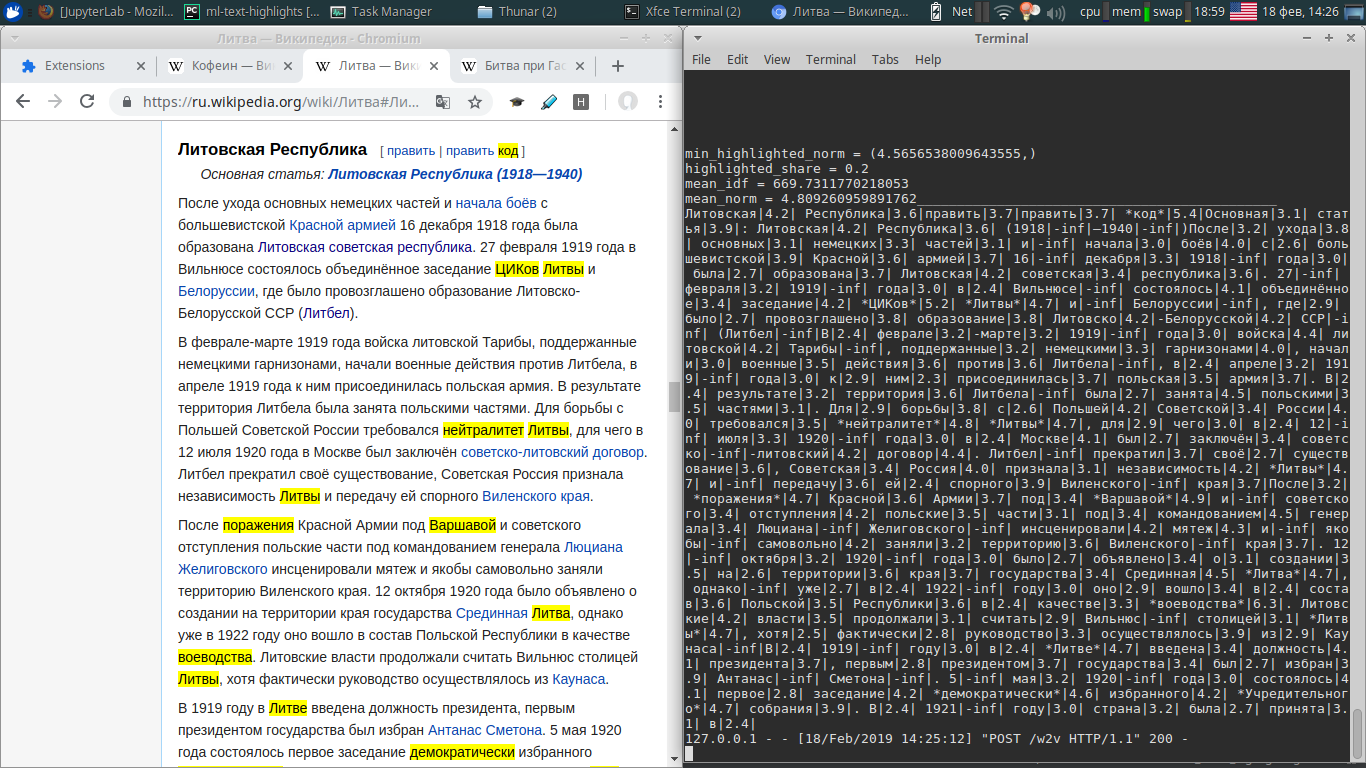 [JupyterLab - Mozil...
ml-text-highlights [...
Task Manager
Thunar (2)
Xfce Terminal (2)
Литва — Википед...
Net
cpu
mem
swap
18:59
18 фев, 14:26
Литва — Википедия - Chromium
Extensions
Кофеин — Ви
Литва — Вики
Битва при Гас
https://ru.wikipedia.org/wiki/Литва#Ли...
H
Литовская Республика [ править | править код ]
Основная статья: Литовская Республика (1918—1940)
После ухода основных немецких частей и начала боёв с
большевистской Красной армией 16 декабря 1918 года была
образована Литовская советская республика. 27 февраля 1919 года в
Вильнюсе состоялось объединённое заседание ЦИКов Литвы и
Белоруссии, где было провозглашено образование Литовско-
Белорусской ССР (Литбел).
В феврале-марте 1919 года войска литовской Тарибы, поддержанные
немецкими гарнизонами, начали военные действия против Литбела, в
апреле 1919 года к ним присоединилась польская армия. В результате
территория Литбела была занята польскими частями. Для борьбы с
Польшей Советской России требовался нейтралитет Литвы, для чего в
12 июля 1920 года в Москве был заключён советско-литовский договор.
Литбел прекратил своё существование, Советская Россия признала
независимость Литвы и передачу ей спорного Виленского края.
После поражения Красной Армии под Варшавой и советского
отступления польские части под командованием генерала Люциана
Желиговского инсценировали мятеж и якобы самовольно заняли
территорию Виленского края. 12 октября 1920 года было объявлено о
создании на территории края государства Срединная Литва, однако
уже в 1922 году оно вошло в состав Польской Республики в качестве
воеводства. Литовские власти продолжали считать Вильнюс столицей
Литвы, хотя фактически руководство осуществлялось из Каунаса.
В 1919 году в Литве введена должность президента, первым
президентом государства был избран Антанас Сметона. 5 мая 1920
года состоялось первое заседание демократически избранного
Terminal
File Edit View Terminal Tabs Help
min_highlighted_norm = (4.5656538009643555,)
highlighted_share = 0.2
mean_idf = 669.7311770218053
mean_norm = 4.809260959891762______________________________________________
Литовская|4.2| Республика|3.6|править|3.7|править|3.7| *код*|5.4|Основная|3.1| стат
ья|3.9|: Литовская|4.2| Республика|3.6| (1918|-inf|—1940|-inf|)После|3.2| ухода|3.8
| основных|3.1| немецких|3.3| частей|3.1| и|-inf| начала|3.0| боёв|4.0| с|2.6| боль
шевистской|3.9| Красной|3.6| армией|3.7| 16|-inf| декабря|3.3| 1918|-inf| года|3.0|
была|2.7| образована|3.7| Литовская|4.2| советская|3.4| республика|3.6|. 27|-inf|
февраля|3.2| 1919|-inf| года|3.0| в|2.4| Вильнюсе|-inf| состоялось|4.1| объединённо
е|3.4| заседание|4.2| *ЦИКов*|5.2| *Литвы*|4.7| и|-inf| Белоруссии|-inf|, где|2.9|
было|2.7| провозглашено|3.8| образование|3.8| Литовско|4.2|-Белорусской|4.2| ССР|-i
nf| (Литбел|-inf|В|2.4| феврале|3.2|-марте|3.2| 1919|-inf| года|3.0| войска|4.4| ли
товской|4.2| Тарибы|-inf|, поддержанные|3.2| немецкими|3.3| гарнизонами|4.0|, начал
и|3.0| военные|3.5| действия|3.6| против|3.6| Литбела|-inf|, в|2.4| апреле|3.2| 191
9|-inf| года|3.0| к|2.9| ним|2.3| присоединилась|3.7| польская|3.5| армия|3.7|. В|2
.4| результате|3.2| территория|3.6| Литбела|-inf| была|2.7| занята|4.5| польскими|3
.5| частями|3.1|. Для|2.9| борьбы|3.8| с|2.6| Польшей|4.2| Советской|3.4| России|4.
0| требовался|3.5| *нейтралитет*|4.8| *Литвы*|4.7|, для|2.9| чего|3.0| в|2.4| 12|-i
nf| июля|3.3| 1920|-inf| года|3.0| в|2.4| Москве|4.1| был|2.7| заключён|3.4| советс
ко|-inf|-литовский|4.2| договор|4.4|. Литбел|-inf| прекратил|3.7| своё|2.7| существ
ование|3.6|, Советская|3.4| Россия|4.0| признала|3.1| независимость|4.2| *Литвы*|4.
7| и|-inf| передачу|3.6| ей|2.4| спорного|3.9| Виленского|-inf| края|3.7|После|3.2|
*поражения*|4.7| Красной|3.6| Армии|3.7| под|3.4| *Варшавой*|4.9| и|-inf| советско
го|3.4| отступления|4.2| польские|3.5| части|3.1| под|3.4| командованием|4.5| генер
ала|3.4| Люциана|-inf| Желиговского|-inf| инсценировали|4.2| мятеж|4.3| и|-inf| яко
бы|-inf| самовольно|4.2| заняли|3.2| территорию|3.6| Виленского|-inf| края|3.7|. 12
|-inf| октября|3.2| 1920|-inf| года|3.0| было|2.7| объявлено|3.4| о|3.1| создании|3
.5| на|2.6| территории|3.6| края|3.7| государства|3.4| Срединная|4.5| *Литва*|4.7|,
однако|-inf| уже|2.7| в|2.4| 1922|-inf| году|3.0| оно|2.9| вошло|3.4| в|2.4| соста
в|3.6| Польской|3.5| Республики|3.6| в|2.4| качестве|3.3| *воеводства*|6.3|. Литовс
кие|4.2| власти|3.5| продолжали|3.1| считать|2.9| Вильнюс|-inf| столицей|3.1| *Литв
ы*|4.7|, хотя|2.5| фактически|2.8| руководство|3.3| осуществлялось|3.9| из|2.9| Кау
наса|-inf|В|2.4| 1919|-inf| году|3.0| в|2.4| *Литве*|4.7| введена|3.4| должность|4.
1| президента|3.7|, первым|2.8| президентом|3.7| государства|3.4| был|2.7| избран|3
.9| Антанас|-inf| Сметона|-inf|. 5|-inf| мая|3.2| 1920|-inf| года|3.0| состоялось|4
.1| первое|2.8| заседание|4.2| *демократически*|4.6| избранного|4.2| *Учредительног
о*|4.7| собрания|3.9|. В|2.4| 1921|-inf| году|3.0| страна|3.2| была|2.7| принята|3.
1| в|2.4|
127.0.0.1 - - [18/Feb/2019 14:25:12] "POST /w2v HTTP/1.1" 200 -